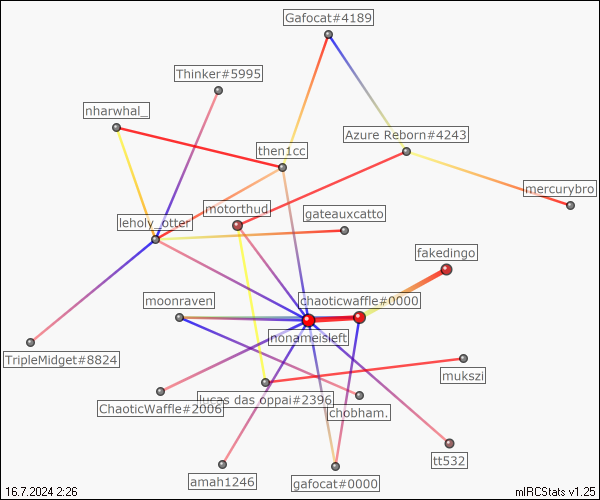 Gafocat#4189
Thinker#5995
nharwhal_
Azure Reborn#4243
then1cc
mercurybro
motorthud
gateauxcatto
leholy_otter
fakedingo
moonraven
chaoticwaffle#0000
nonameisleft
TripleMidget#8824
mukszi
lucas das oppai#2396
ChaoticWaffle#2006
chobham.
tt532
amah1246
gafocat#0000
16.7.2024 2:26
mIRCStats v1.25